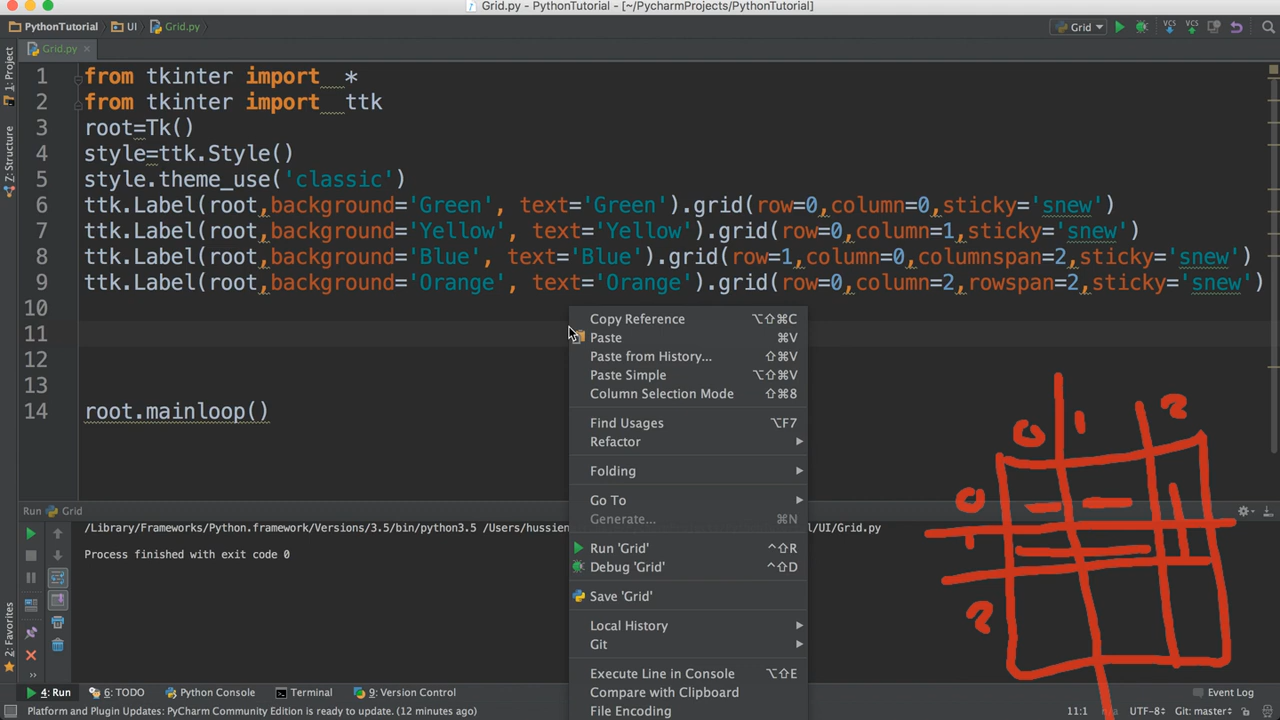 Grid.py - PythonTutorial - [~/PycharmProjects/PythonTutorial]
PythonTutorial UI Grid.py Grid VCS VCS
Grid.py
1: Project
Z: Structure
2: Favorites
1 from tkinter import *
2 from tkinter import ttk
3 root=Tk()
4 style=ttk.Style()
5 style.theme_use('classic')
6 ttk.Label(root,background='Green', text='Green').grid(row=0,column=0,sticky='snew')
7 ttk.Label(root,background='Yellow', text='Yellow').grid(row=0,column=1,sticky='snew')
8 ttk.Label(root,background='Blue', text='Blue').grid(row=1,column=0,columnspan=2,sticky='snew')
9 ttk.Label(root,background='Orange', text='Orange').grid(row=0,column=2,rowspan=2,sticky='snew')
10
11
12
13
14 root.mainloop()
Copy Reference ⌥⇧⌘C
Paste ⌘V
Paste from History... ⇧⌘V
Paste Simple ⌥⇧⌘V
Column Selection Mode ⇧⌘8
Find Usages ⌥F7
Refactor
Folding
Go To
Generate... ⌘N
Run 'Grid' ^⇧R
Debug 'Grid' ^⇧D
Save 'Grid'
Local History
Git
Execute Line in Console ⌥⇧E
Compare with Clipboard
File Encoding
0 1 2
0
1
2
Run Grid
/Library/Frameworks/Python.framework/Versions/3.5/bin/python3.5 /Users/hussien l/UI/Grid.py
Process finished with exit code 0
4: Run 6: TODO Python Console Terminal 9: Version Control Event Log
Platform and Plugin Updates: PyCharm Community Edition is ready to update. (12 minutes ago) 11:1 UTF-8 Git: master